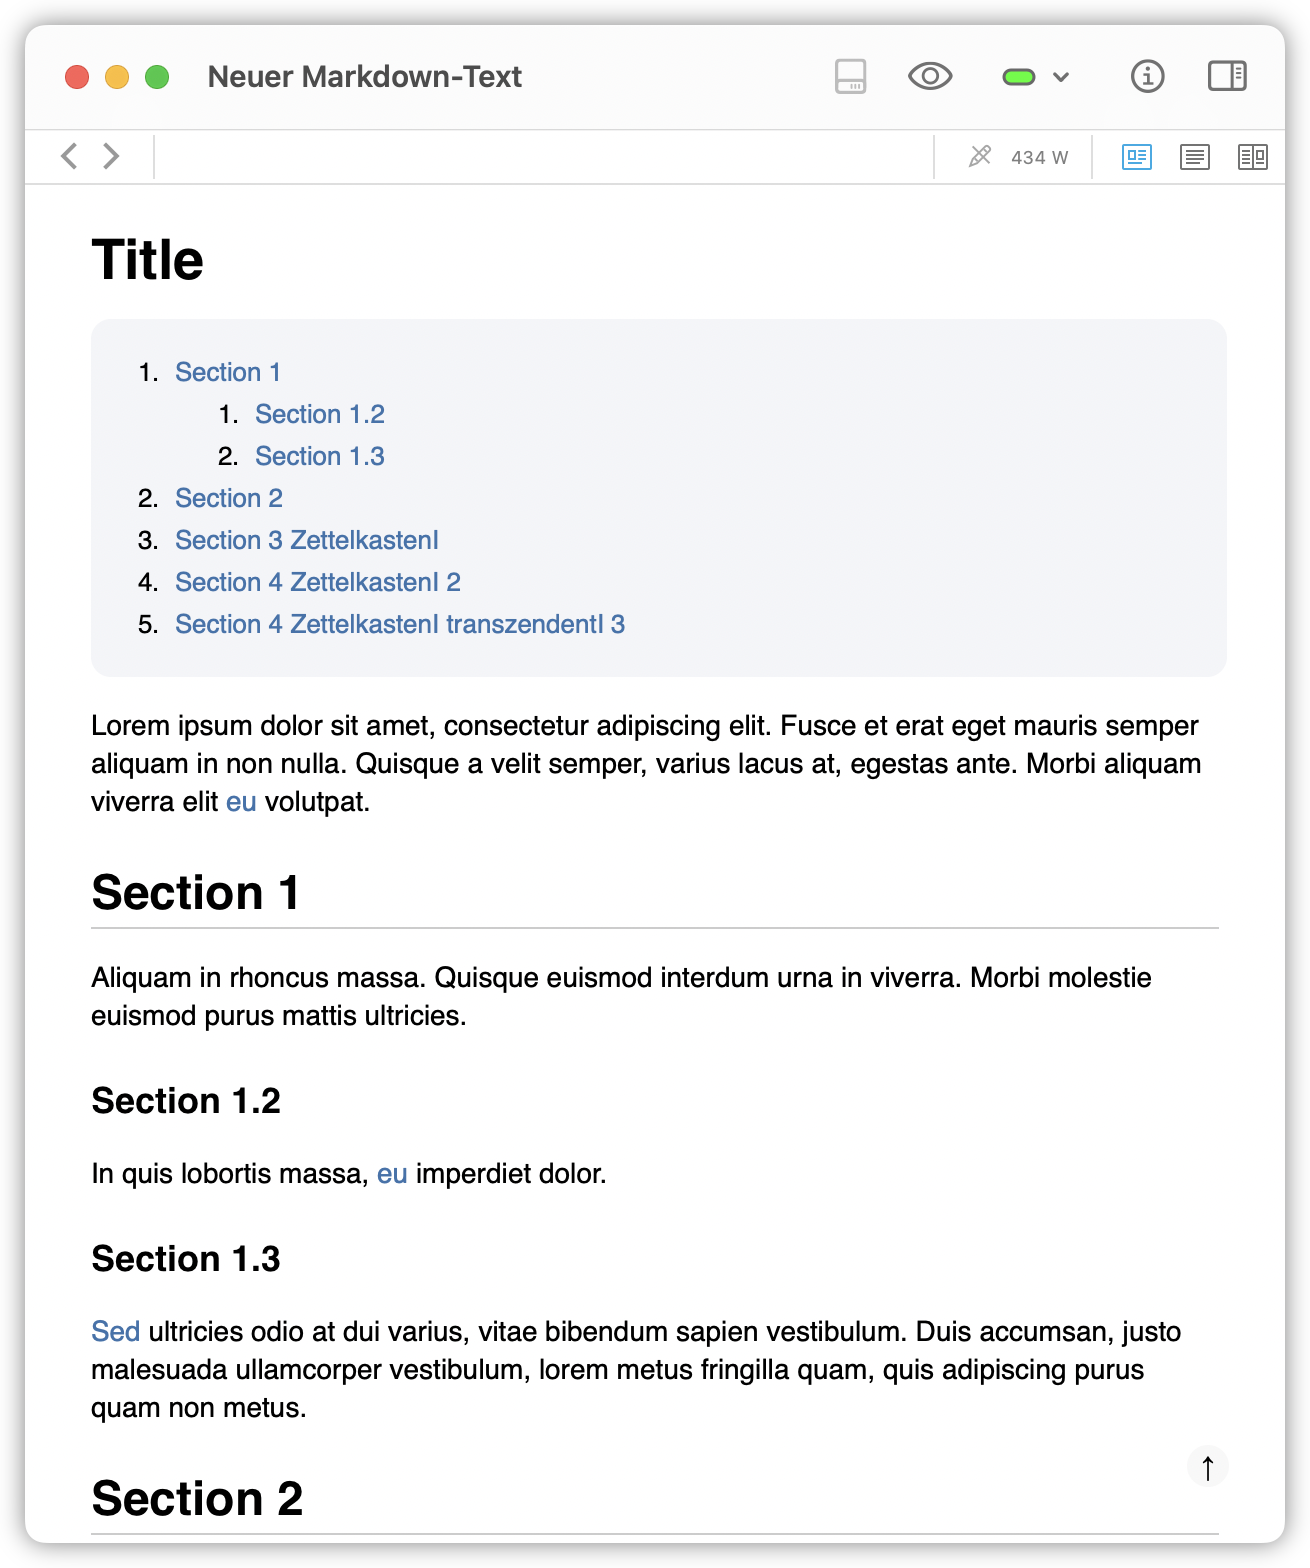 Neuer Markdown-Text
434 W
Title
1. Section 1
1. Section 1.2
2. Section 1.3
2. Section 2
3. Section 3 Zettelkastenl
4. Section 4 Zettelkastenl 2
5. Section 4 Zettelkastenl transzendentl 3
Lorem ipsum dolor sit amet, consectetur adipiscing elit. Fusce et erat eget mauris semper
aliquam in non nulla. Quisque a velit semper, varius lacus at, egestas ante. Morbi aliquam
viverra elit eu volutpat.
Section 1
Aliquam in rhoncus massa. Quisque euismod interdum urna in viverra. Morbi molestie
euismod purus mattis ultricies.
Section 1.2
In quis lobortis massa, eu imperdiet dolor.
Section 1.3
Sed ultricies odio at dui varius, vitae bibendum sapien vestibulum. Duis accumsan, justo
malesuada ullamcorper vestibulum, lorem metus fringilla quam, quis adipiscing purus
quam non metus.
↑
Section 2